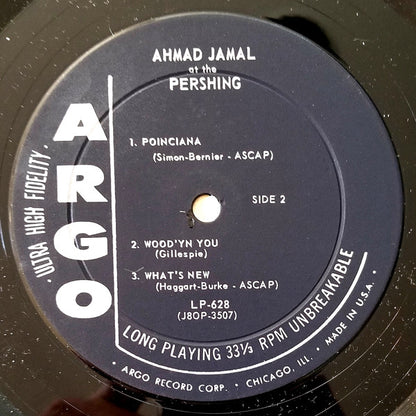 AHMAD JAMAL
at the
PERSHING
ARGO
· ULTRA HIGH FIDELITY ·
1. POINCIANA
(Simon-Bernier - ASCAP)
SIDE 2
2. WOOD'YN YOU
(Gillespie)
3. WHAT'S NEW
(Haggart-Burke - ASCAP)
LP-628
(J8OP-3507)
LONG PLAYING 33⅓ RPM UNBREAKABLE
· ARGO RECORD CORP. · CHICAGO, ILL. · MADE IN U.S.A. ·